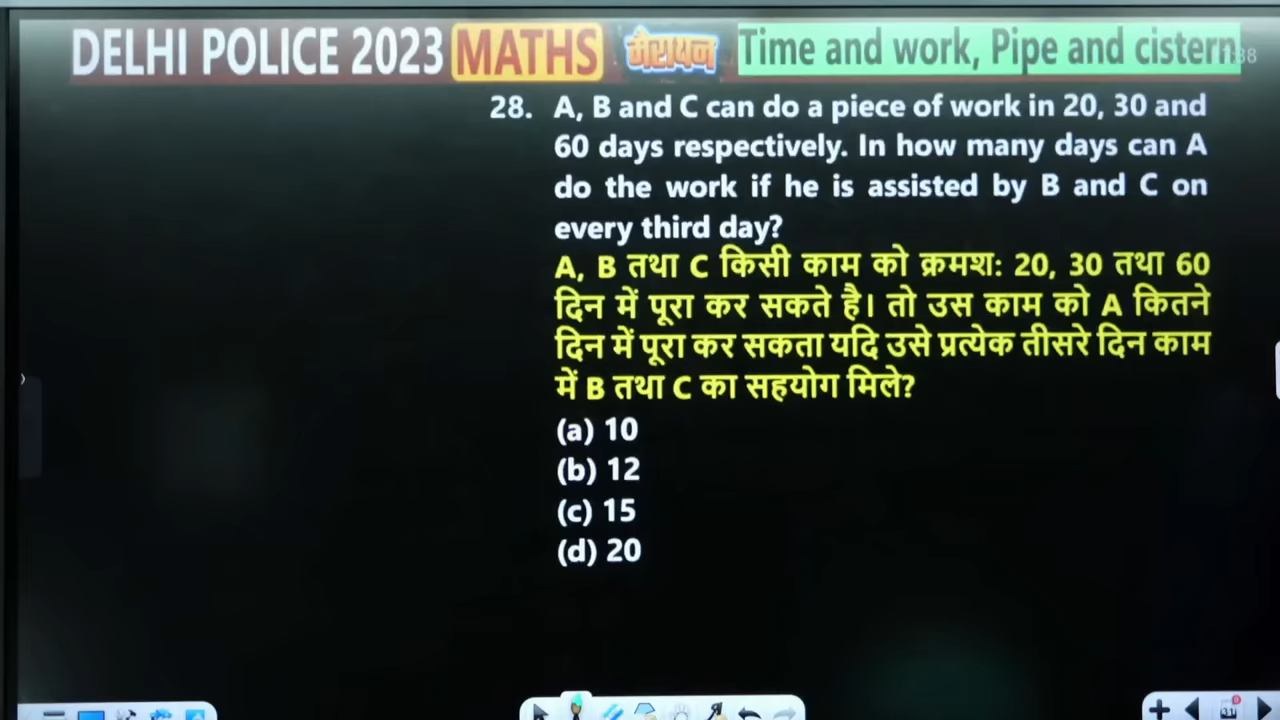 DELHI POLICE 2023 MATHS मैराथन Time and work, Pipe and cistern
28. A, B and C can do a piece of work in 20, 30 and
60 days respectively. In how many days can A
do the work if he is assisted by B and C on
every third day?
A, B तथा C किसी काम को क्रमश: 20, 30 तथा 60
दिन में पूरा कर सकते है। तो उस काम को A कितने
दिन में पूरा कर सकता यदि उसे प्रत्येक तीसरे दिन काम
में B तथा C का सहयोग मिले?
(a) 10
(b) 12
(c) 15
(d) 20